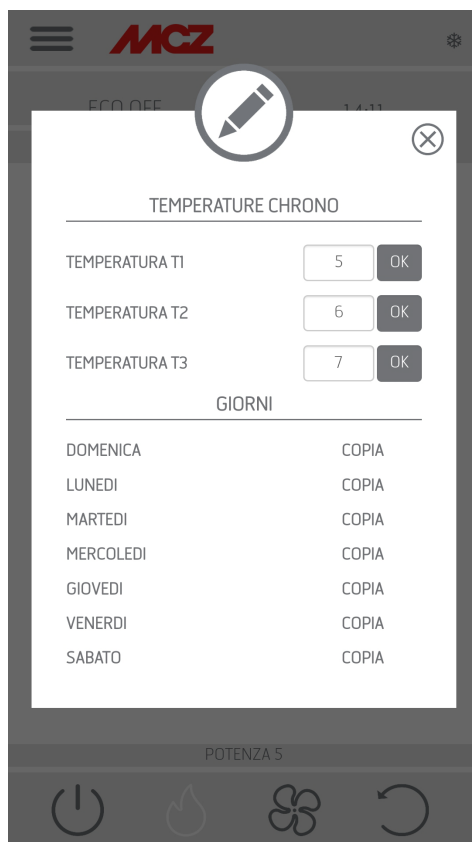 MCZ
ECO OFF 14:11
TEMPERATURE CHRONO
TEMPERATURA T1 5 OK
TEMPERATURA T2 6 OK
TEMPERATURA T3 7 OK
GIORNI
DOMENICA COPIA
LUNEDI COPIA
MARTEDI COPIA
MERCOLEDI COPIA
GIOVEDI COPIA
VENERDI COPIA
SABATO COPIA
POTENZA 5